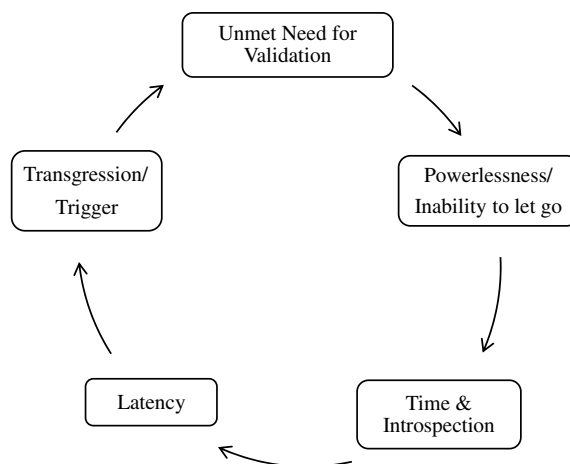 Unmet Need for
Validation
Transgression/
Trigger
Powerlessness/
Inability to let go
Latency
Time &
Introspection